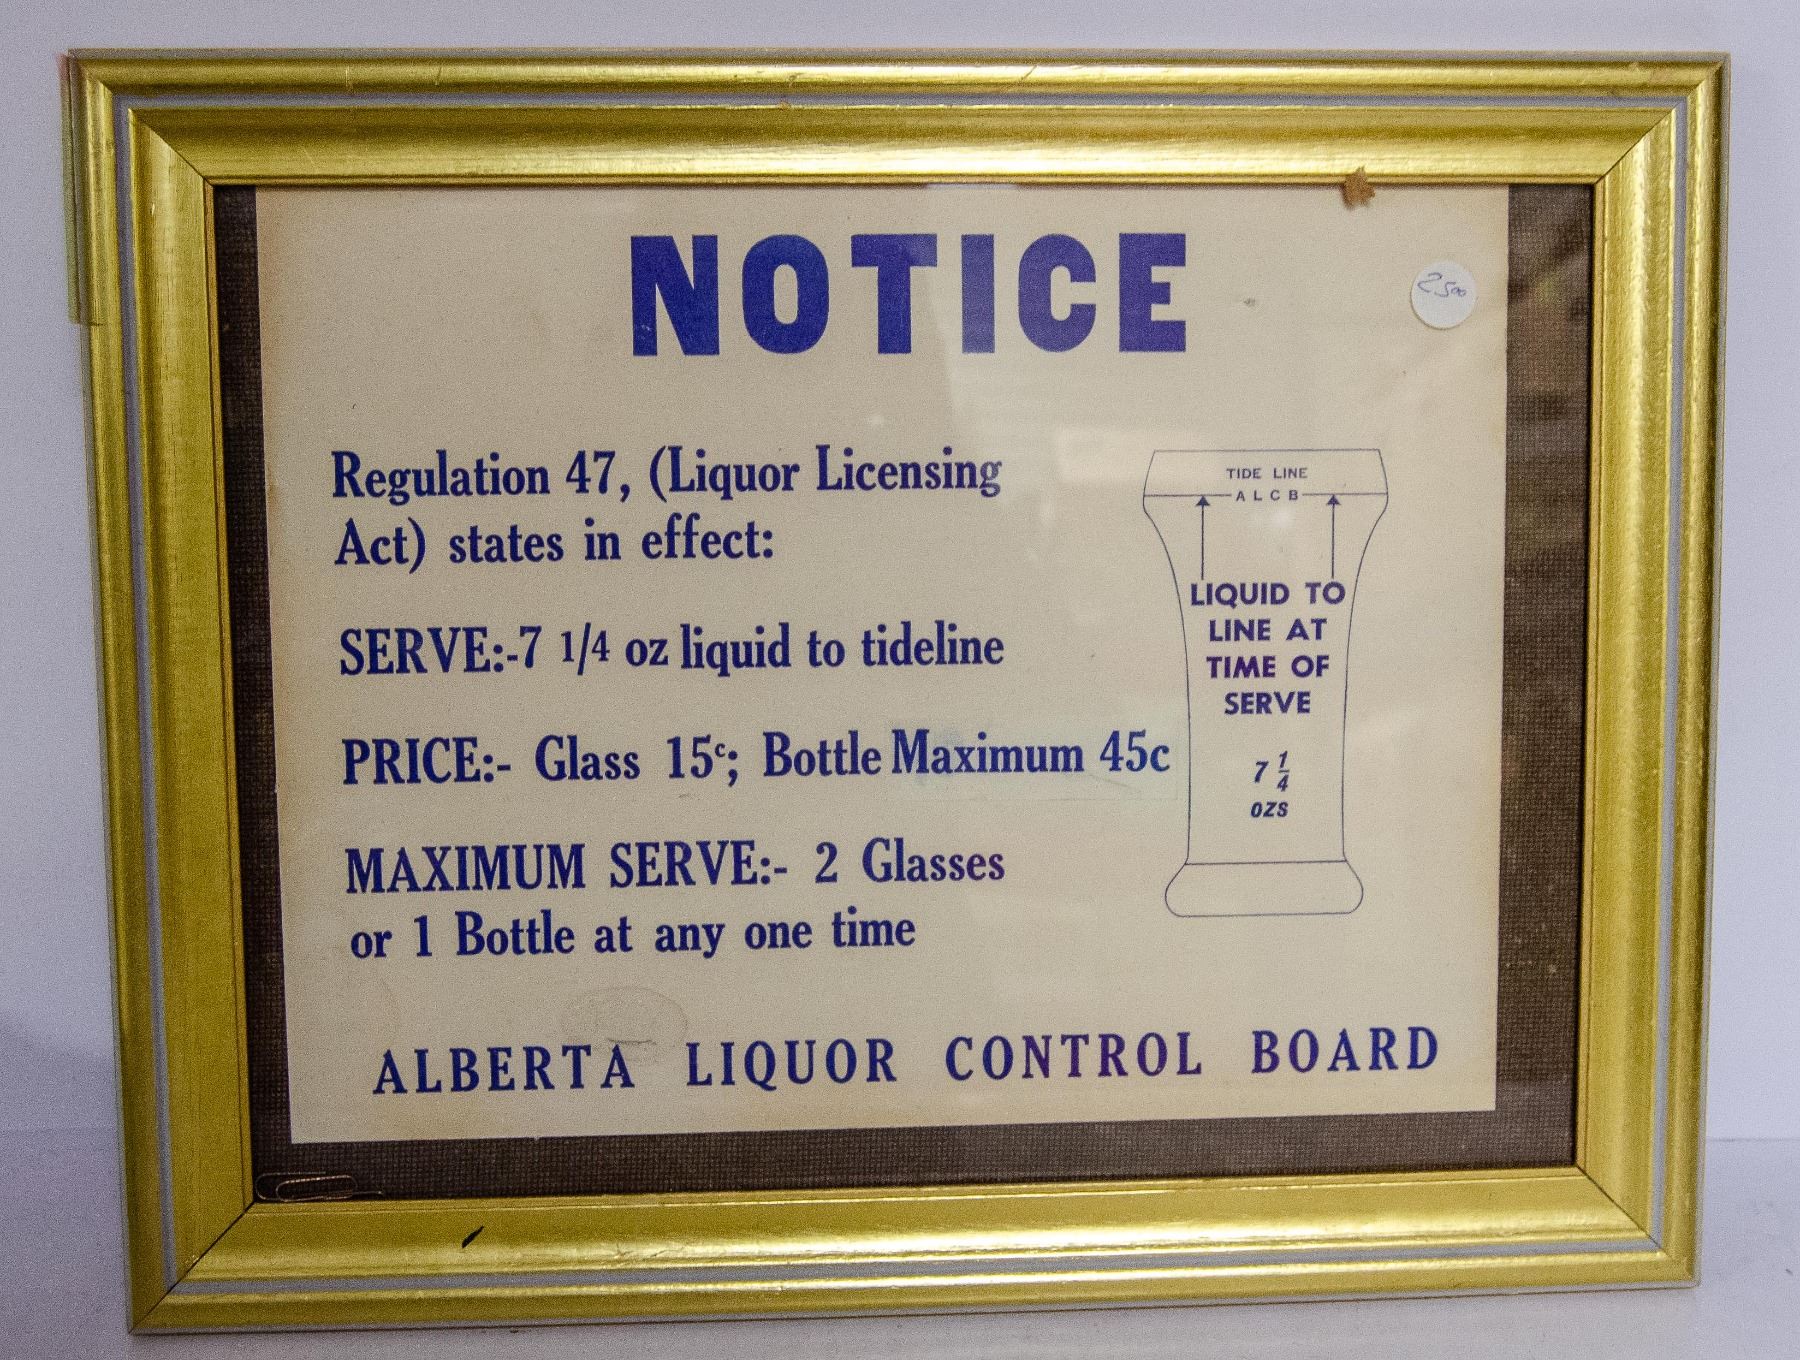 NOTICE
Regulation 47, (Liquor Licensing
Act) states in effect:
SERVE:-7 1/4 oz liquid to tideline
PRICE:- Glass 15c; Bottle Maximum 45c
MAXIMUM SERVE:- 2 Glasses
or 1 Bottle at any one time
ALBERTA LIQUOR CONTROL BOARD
2500
TIDE LINE
ALCB
LIQUID TO
LINE AT
TIME OF
SERVE
7 1/4
OZS